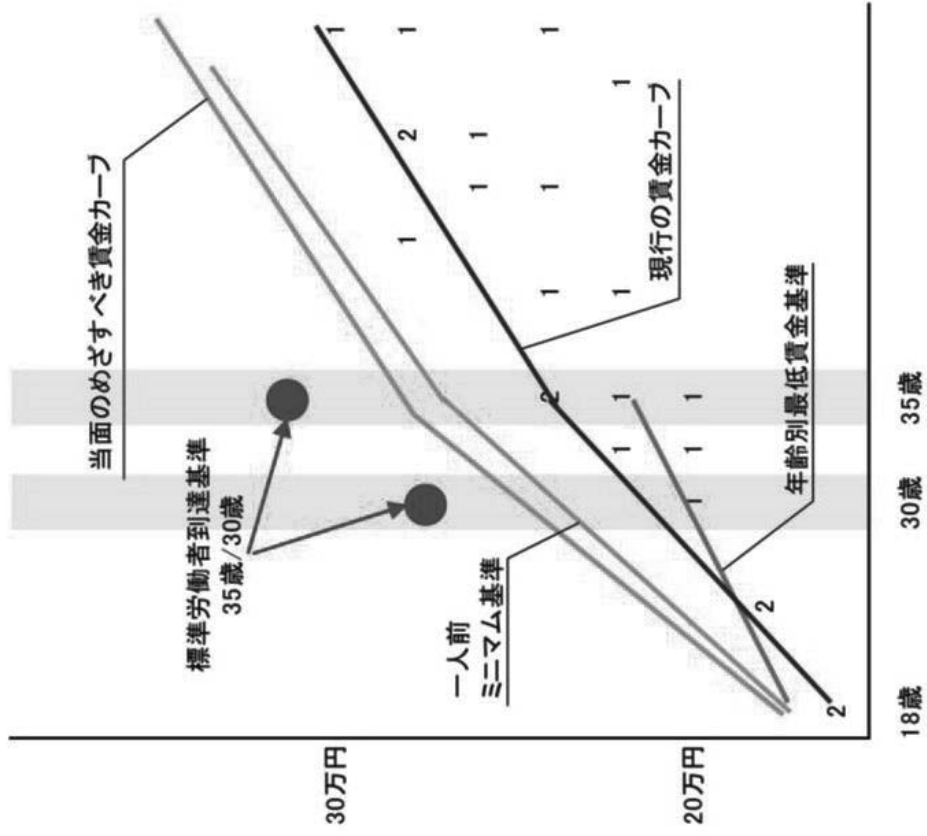 当面のめざすべき賃金カーブ
標準労働者到達基準
35歳/30歳
30万円
1
1 2 1
一人前
ミニマム基準
1 1
2 1 1 1
1 1 1 1
現行の賃金カーブ
20万円
1 1 1
2
年齢別最低賃金基準
2
18歳 30歳 35歳